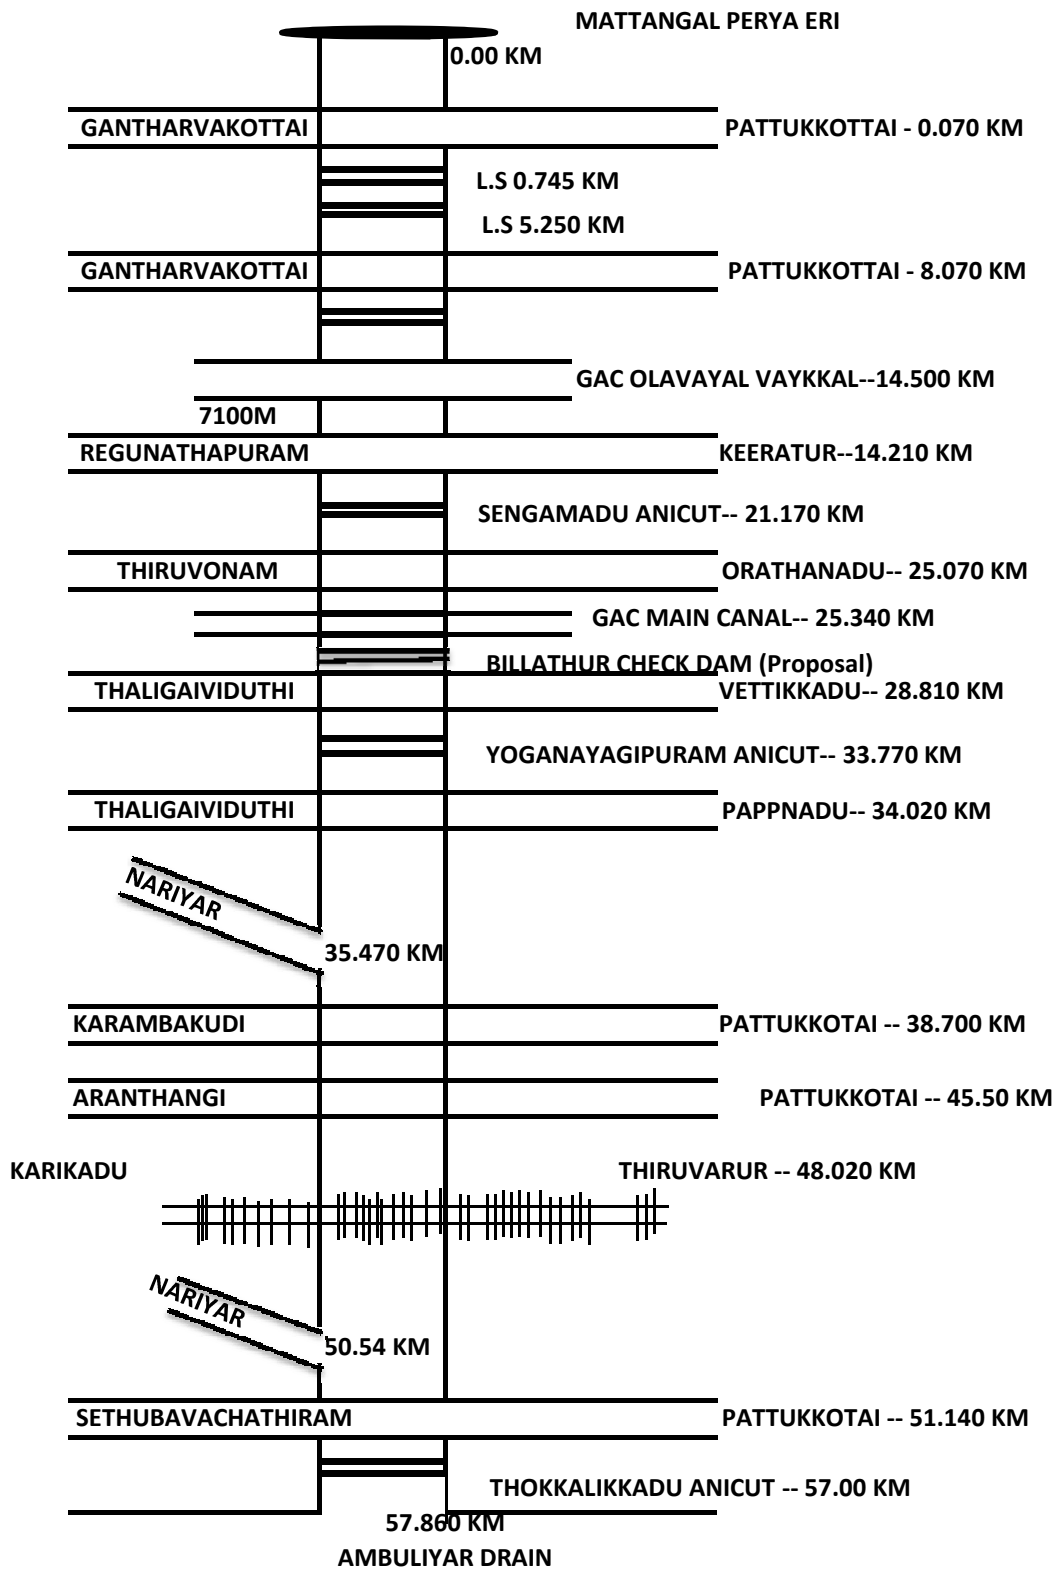 MATTANGAL PERYA ERI
0.00 KM
GANTHARVAKOTTAI PATTUKKOTTAI - 0.070 KM
L.S 0.745 KM
L.S 5.250 KM
GANTHARVAKOTTAI PATTUKKOTTAI - 8.070 KM
GAC OLAVAYAL VAYKKAL--14.500 KM
7100M
REGUNATHAPURAM KEERATUR--14.210 KM
SENGAMADU ANICUT-- 21.170 KM
THIRUVONAM ORATHANADU-- 25.070 KM
GAC MAIN CANAL-- 25.340 KM
BILLATHUR CHECK DAM (Proposal)
THALIGAIVIDUTHI VETTIKKADU-- 28.810 KM
YOGANAYAGIPURAM ANICUT-- 33.770 KM
THALIGAIVIDUTHI PAPPNADU-- 34.020 KM
NARIYAR
35.470 KM
KARAMBAKUDI PATTUKKOTAI -- 38.700 KM
ARANTHANGI PATTUKKOTAI -- 45.50 KM
KARIKADU THIRUVARUR -- 48.020 KM
NARIYAR
50.54 KM
SETHUBAVACHATHIRAM PATTUKKOTAI -- 51.140 KM
THOKKALIKKADU ANICUT -- 57.00 KM
57.860 KM
AMBULIYAR DRAIN